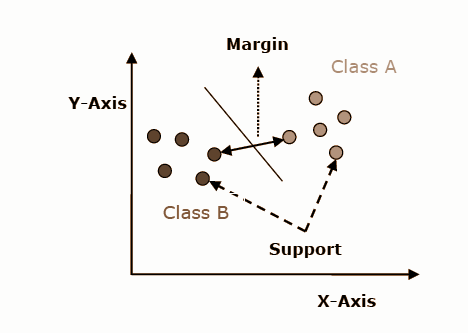 Margin
Class A
Y-Axis
Class B
Support
X-Axis